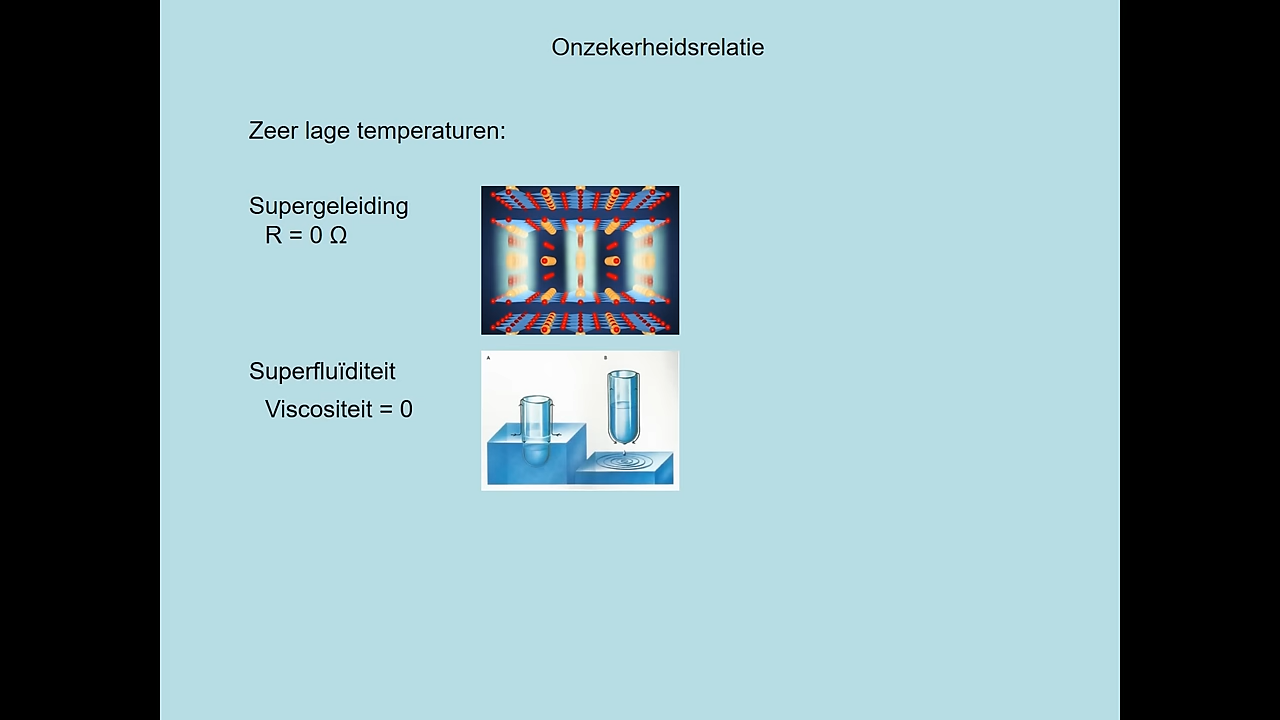 Onzekerheidsrelatie
Zeer lage temperaturen:
Supergeleiding
R = 0 Ω
Superfluïditeit
Viscositeit = 0
A
B